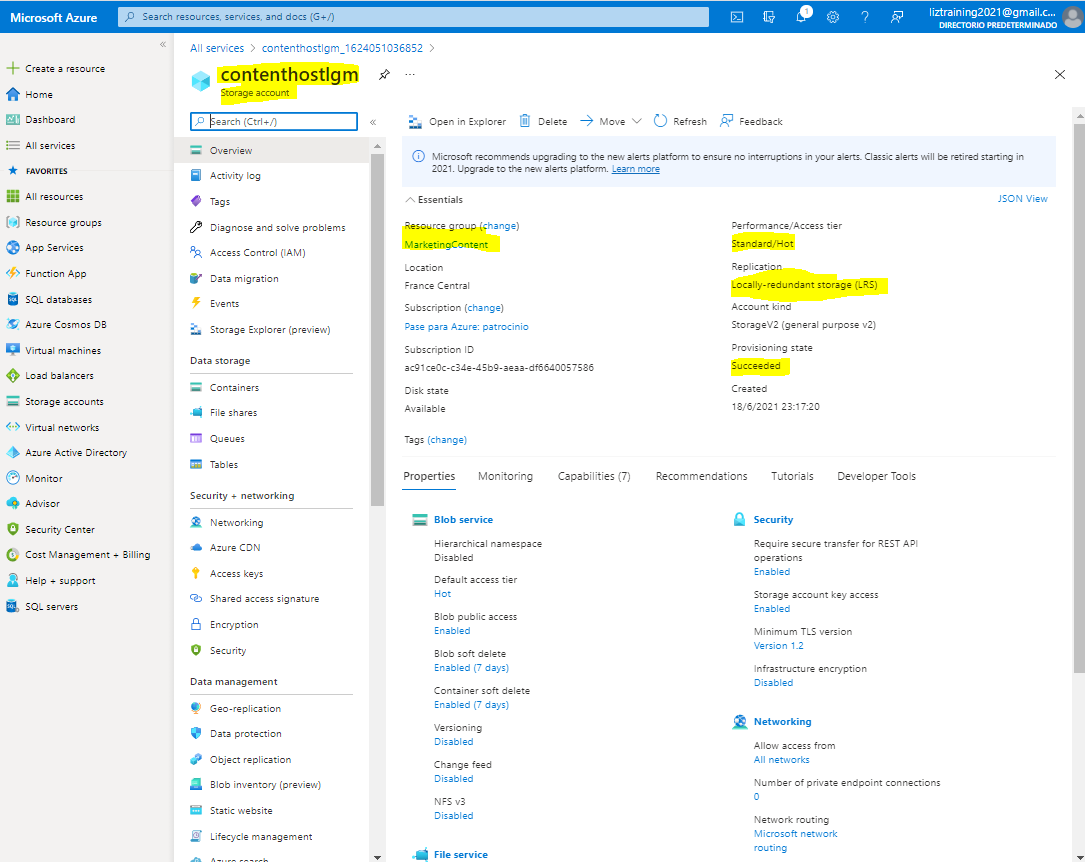 Microsoft Azure
Search resources, services, and docs (G+/)
1
liztraining2021@gmail.c...
DIRECTORIO PREDETERMINADO
Create a resource
Home
Dashboard
All services
FAVORITES
All resources
Resource groups
App Services
Function App
SQL databases
Azure Cosmos DB
Virtual machines
Load balancers
Storage accounts
Virtual networks
Azure Active Directory
Monitor
Advisor
Security Center
Cost Management + Billing
Help + support
SQL servers
All services > contenthostlgm_1624051036852 >
contenthostlgm
Storage account
Search (Ctrl+/)
Overview
Activity log
Tags
Diagnose and solve problems
Access Control (IAM)
Data migration
Events
Storage Explorer (preview)
Data storage
Containers
File shares
Queues
Tables
Security + networking
Networking
Azure CDN
Access keys
Shared access signature
Encryption
Security
Data management
Geo-replication
Data protection
Object replication
Blob inventory (preview)
Static website
Lifecycle management
Azure search
Open in Explorer Delete Move Refresh Feedback
Microsoft recommends upgrading to the new alerts platform to ensure no interruptions in your alerts. Classic alerts will be retired starting in
2021. Upgrade to the new alerts platform. Learn more
Essentials
JSON View
Resource group (change)
MarketingContent
Location
France Central
Subscription (change)
Pase para Azure: patrocinio
Subscription ID
ac91ce0c-c34e-45b9-aeaa-df6640057586
Disk state
Available
Tags (change)
Performance/Access tier
Standard/Hot
Replication
Locally-redundant storage (LRS)
Account kind
StorageV2 (general purpose v2)
Provisioning state
Succeeded
Created
18/6/2021 23:17:20
Properties Monitoring Capabilities (7) Recommendations Tutorials Developer Tools
Blob service
Hierarchical namespace
Disabled
Default access tier
Hot
Blob public access
Enabled
Blob soft delete
Enabled (7 days)
Container soft delete
Enabled (7 days)
Versioning
Disabled
Change feed
Disabled
NFS v3
Disabled
File service
Security
Require secure transfer for REST API
operations
Enabled
Storage account key access
Enabled
Minimum TLS version
Version 1.2
Infrastructure encryption
Disabled
Networking
Allow access from
All networks
Number of private endpoint connections
0
Network routing
Microsoft network
routing